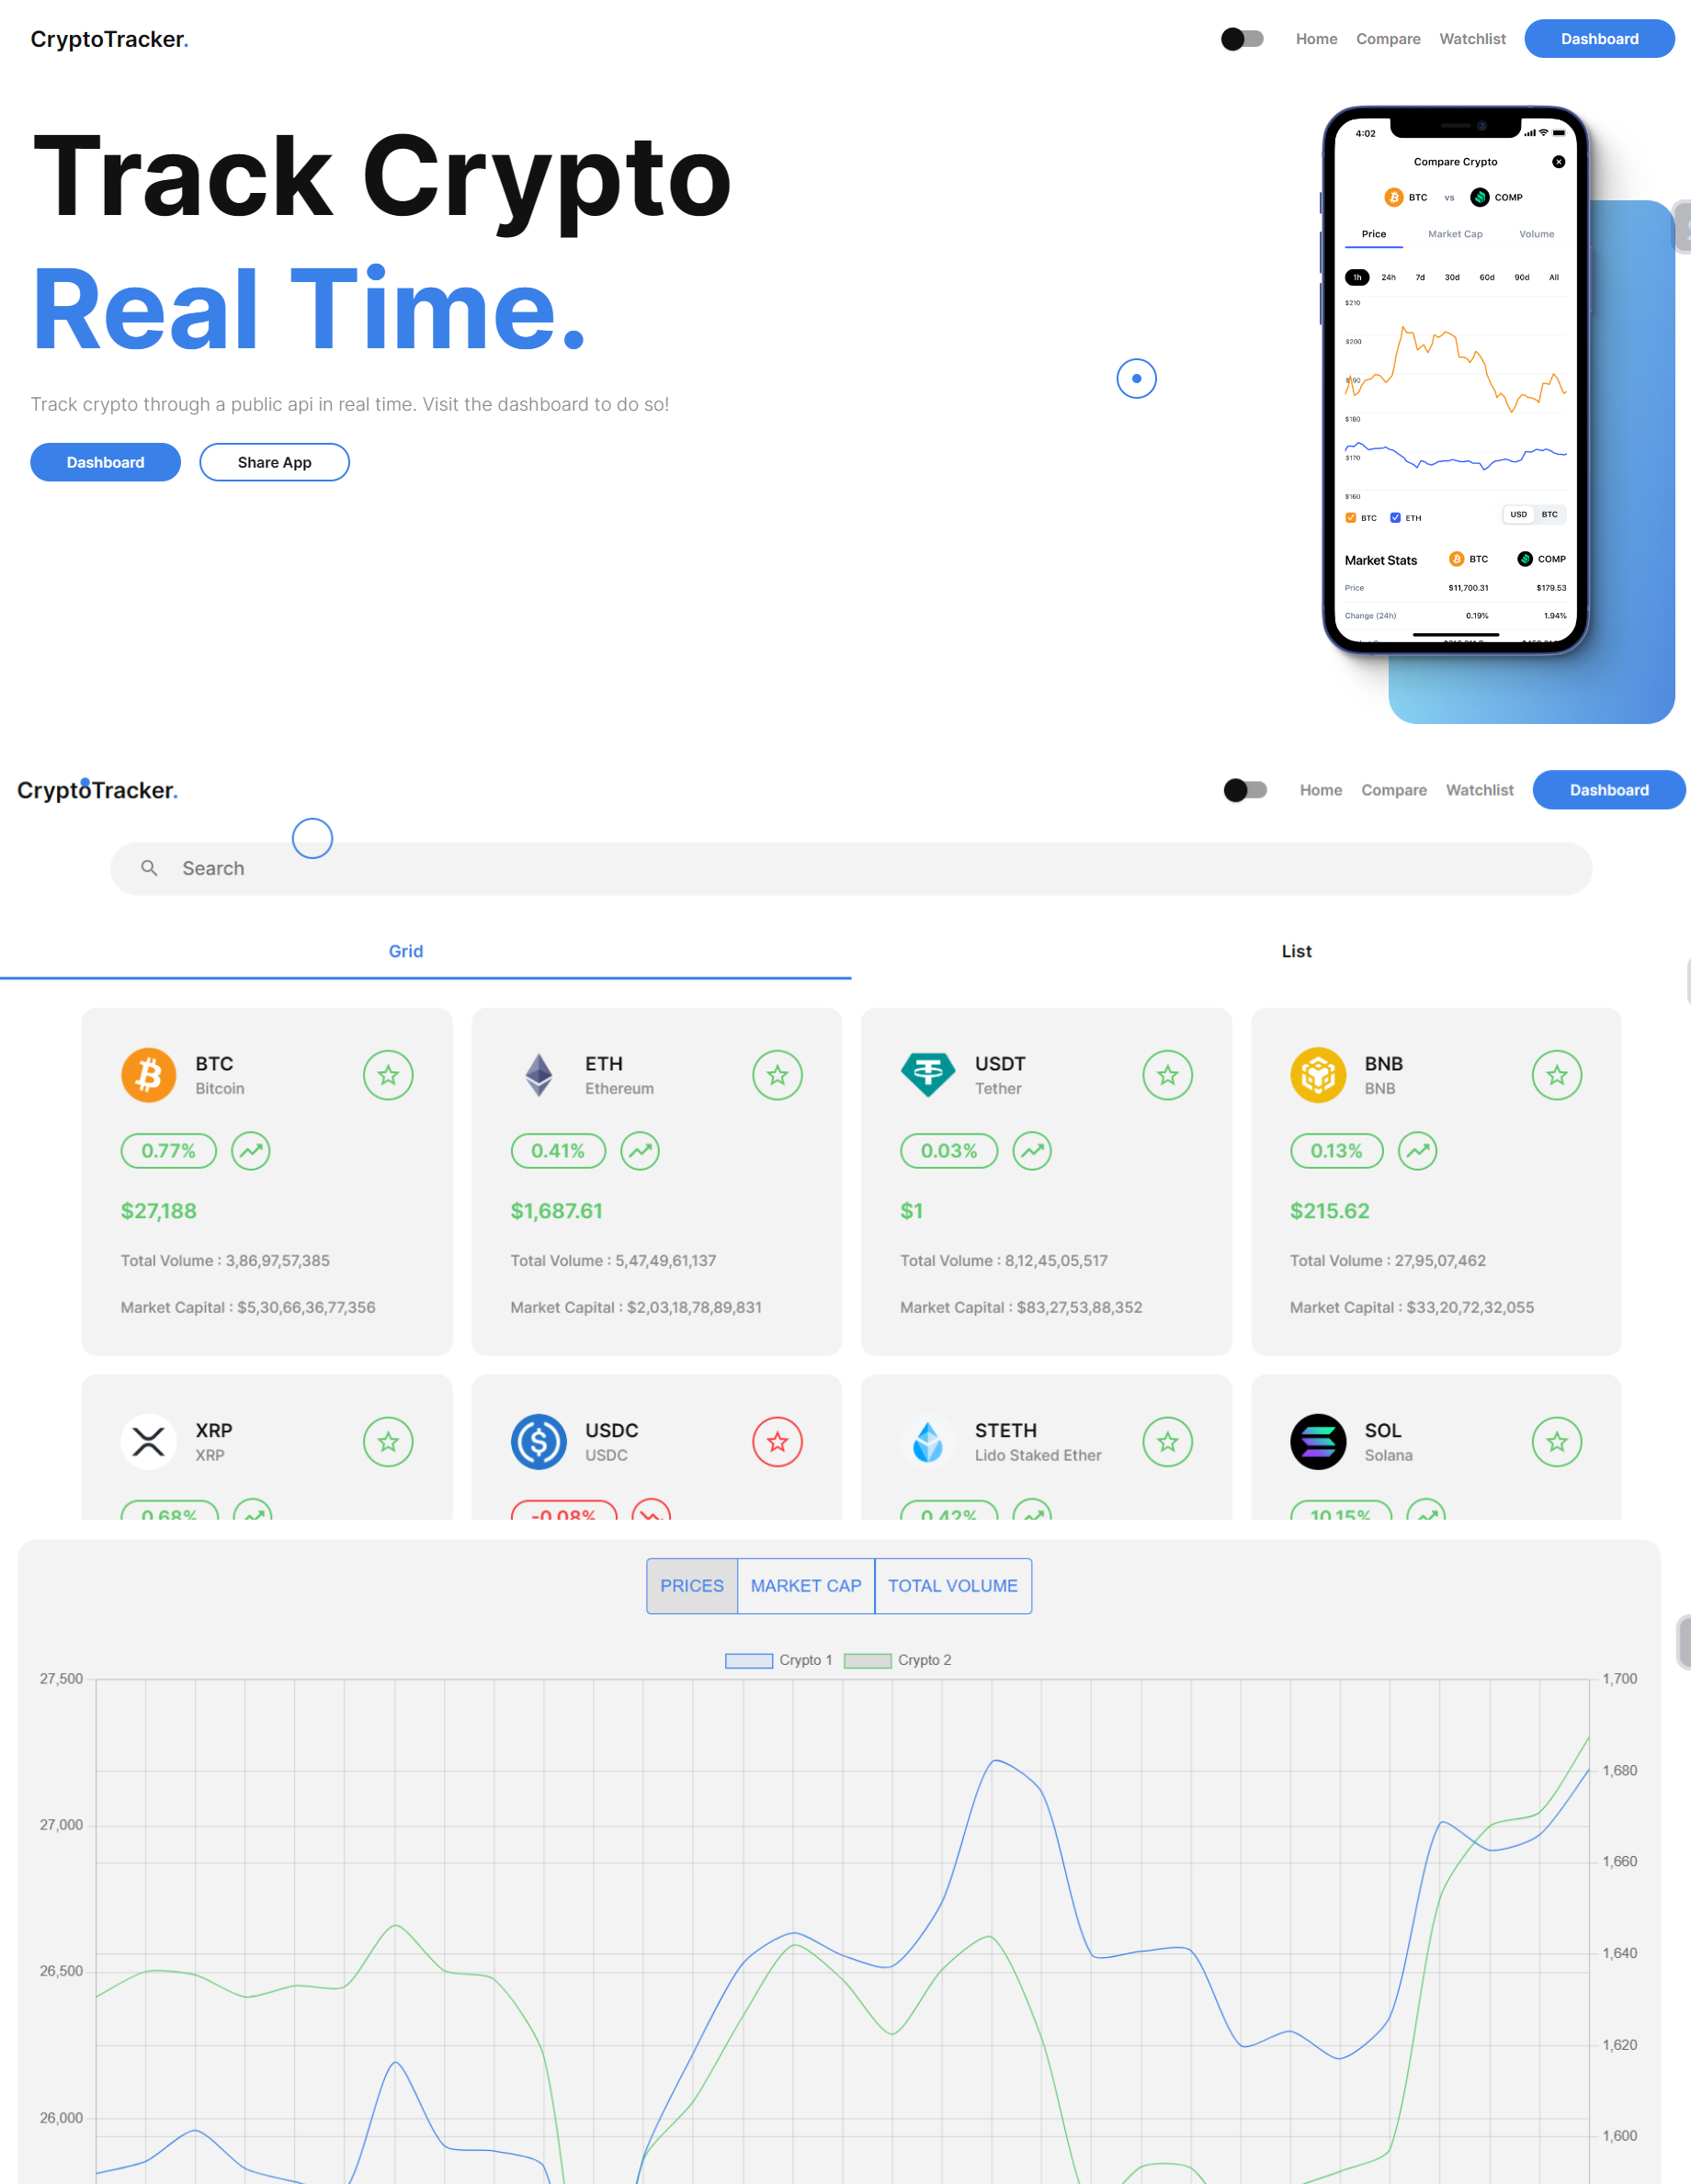 CryptoTracker.
Home Compare Watchlist Dashboard
Track Crypto
Real Time.
Track crypto through a public api in real time. Visit the dashboard to do so!
Dashboard Share App
4:02
Compare Crypto
BTC vs COMP
Price Market Cap Volume
1h 24h 7d 30d 60d 90d All
$210
$200
$190
$180
$170
$160
BTC ETH USD BTC
Market Stats BTC COMP
Price $11,700.31 $179.53
Change (24h) 0.19% 1.94%
CryptoTracker.
Home Compare Watchlist Dashboard
Search
Grid List
BTC
Bitcoin
0.77%
$27,188
Total Volume : 3,86,97,57,385
Market Capital : $5,30,66,36,77,356
ETH
Ethereum
0.41%
$1,687.61
Total Volume : 5,47,49,61,137
Market Capital : $2,03,18,78,89,831
USDT
Tether
0.03%
$1
Total Volume : 8,12,45,05,517
Market Capital : $83,27,53,88,352
BNB
BNB
0.13%
$215.62
Total Volume : 27,95,07,462
Market Capital : $33,20,72,32,055
XRP
XRP
0.68%
USDC
USDC
-0.08%
STETH
Lido Staked Ether
0.42%
SOL
Solana
10.15%
PRICES MARKET CAP TOTAL VOLUME
Crypto 1 Crypto 2
27,500
27,000
26,500
26,000
1,700
1,680
1,660
1,640
1,620
1,600